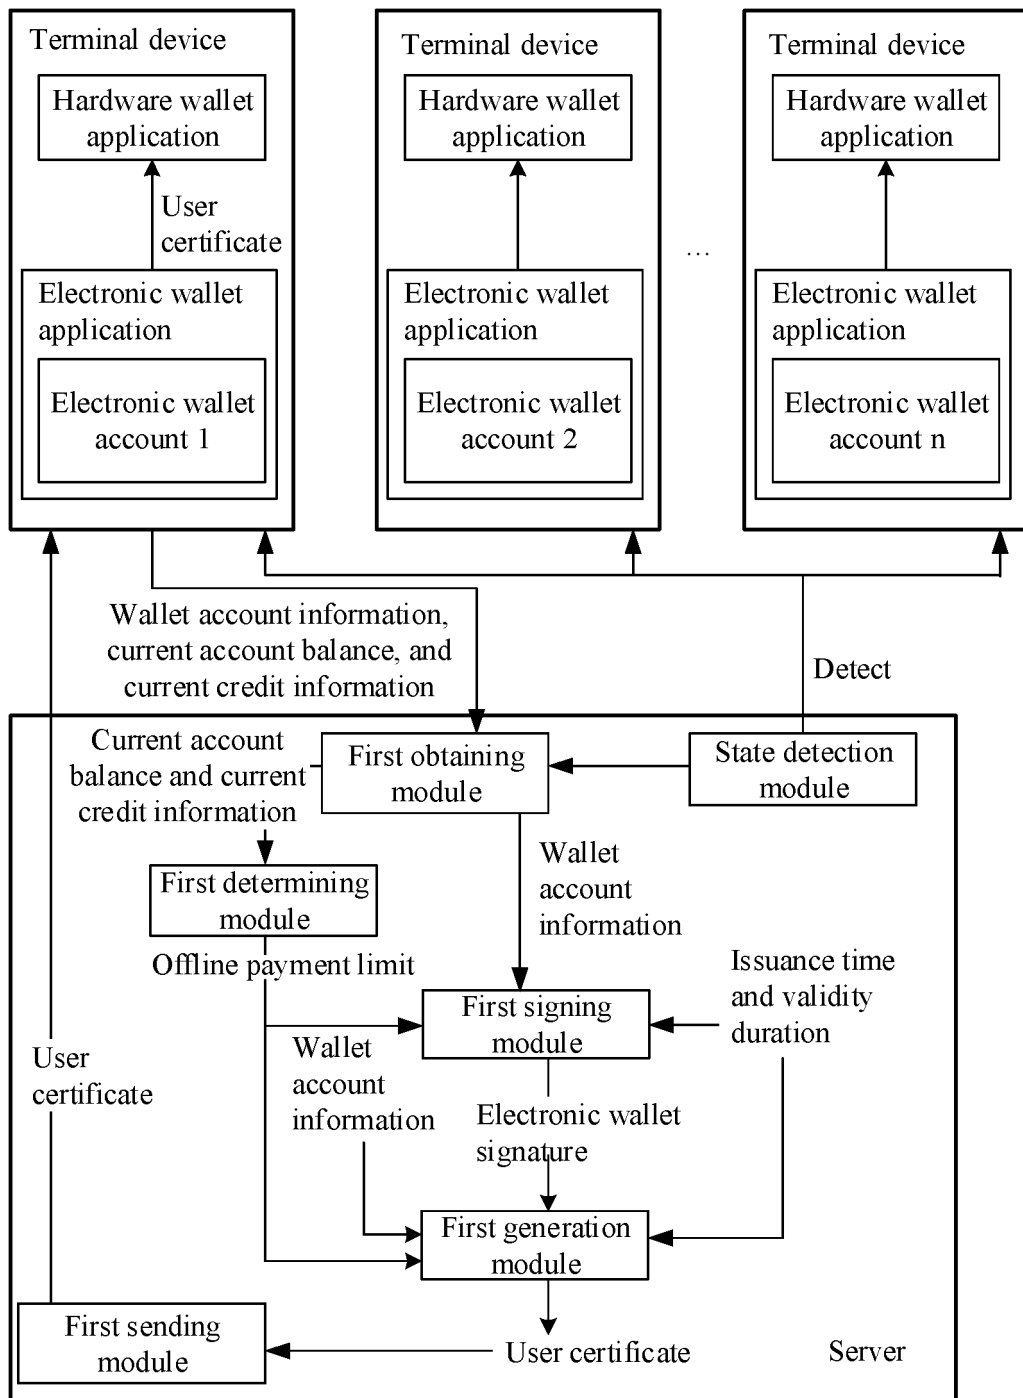 Terminal device
Hardware wallet
application
User
certificate
Electronic wallet
application
Electronic wallet
account 1
Terminal device
Hardware wallet
application
Electronic wallet
application
Electronic wallet
account 2
...
Terminal device
Hardware wallet
application
Electronic wallet
application
Electronic wallet
account n
Wallet account information,
current account balance, and
current credit information
Detect
Current account
balance and current
credit information
First obtaining
module
State detection
module
First determining
module
Wallet
account
information
Offline payment limit
Issuance time
and validity
duration
First signing
module
Wallet
account
information
User
certificate
Electronic wallet
signature
First generation
module
First sending
module
User certificate
Server